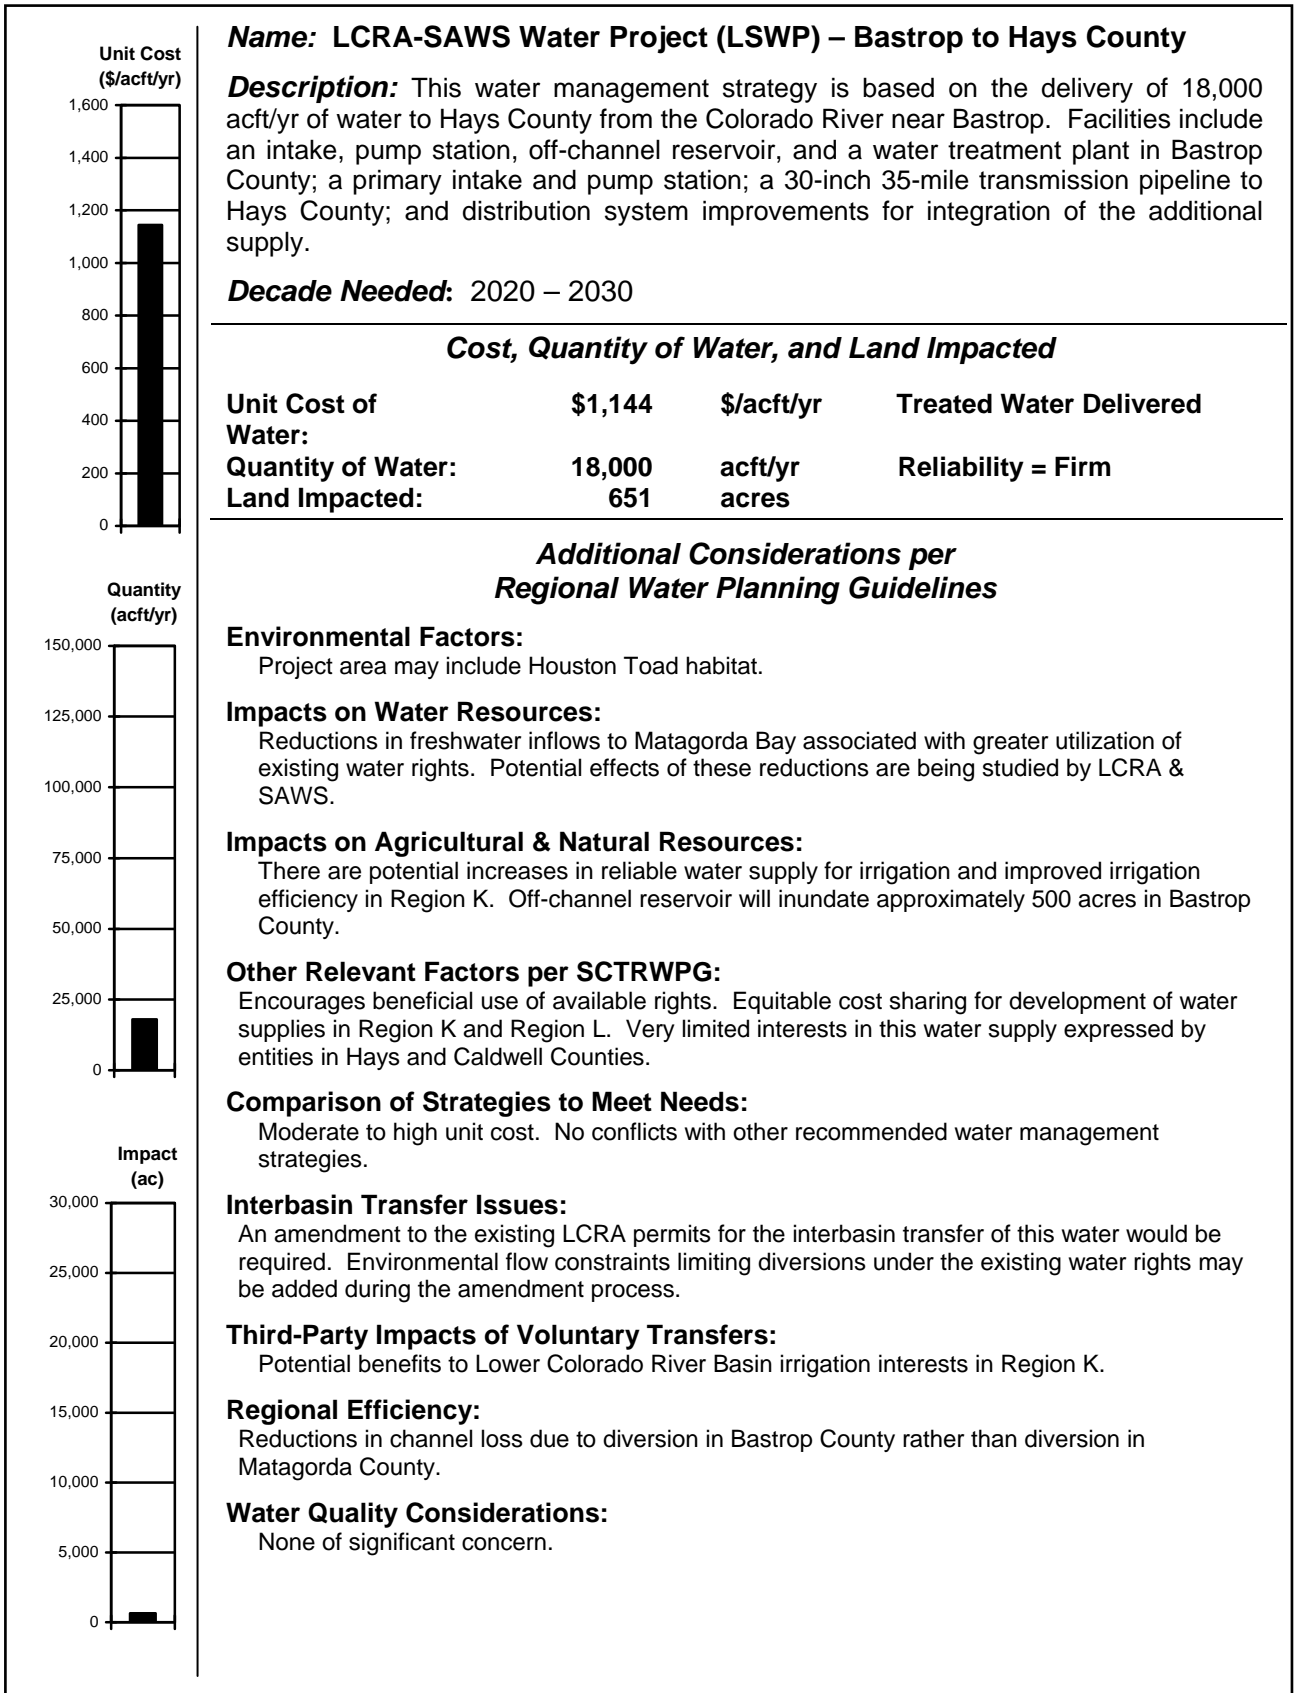 Unit Cost
($/acft/yr)
1,600
1,400
1,200
1,000
800
600
400
200
0
Quantity
(acft/yr)
150,000
125,000
100,000
75,000
50,000
25,000
0
Impact
(ac)
30,000
25,000
20,000
15,000
10,000
5,000
0
Name: LCRA-SAWS Water Project (LSWP) – Bastrop to Hays County
Description: This water management strategy is based on the delivery of 18,000
acft/yr of water to Hays County from the Colorado River near Bastrop. Facilities include
an intake, pump station, off-channel reservoir, and a water treatment plant in Bastrop
County; a primary intake and pump station; a 30-inch 35-mile transmission pipeline to
Hays County; and distribution system improvements for integration of the additional
supply.
Decade Needed: 2020 – 2030
Cost, Quantity of Water, and Land Impacted
Unit Cost of $1,144 $/acft/yr Treated Water Delivered
Water:
Quantity of Water: 18,000 acft/yr Reliability = Firm
Land Impacted: 651 acres
Additional Considerations per
Regional Water Planning Guidelines
Environmental Factors:
Project area may include Houston Toad habitat.
Impacts on Water Resources:
Reductions in freshwater inflows to Matagorda Bay associated with greater utilization of
existing water rights. Potential effects of these reductions are being studied by LCRA &
SAWS.
Impacts on Agricultural & Natural Resources:
There are potential increases in reliable water supply for irrigation and improved irrigation
efficiency in Region K. Off-channel reservoir will inundate approximately 500 acres in Bastrop
County.
Other Relevant Factors per SCTRWPG:
Encourages beneficial use of available rights. Equitable cost sharing for development of water
supplies in Region K and Region L. Very limited interests in this water supply expressed by
entities in Hays and Caldwell Counties.
Comparison of Strategies to Meet Needs:
Moderate to high unit cost. No conflicts with other recommended water management
strategies.
Interbasin Transfer Issues:
An amendment to the existing LCRA permits for the interbasin transfer of this water would be
required. Environmental flow constraints limiting diversions under the existing water rights may
be added during the amendment process.
Third-Party Impacts of Voluntary Transfers:
Potential benefits to Lower Colorado River Basin irrigation interests in Region K.
Regional Efficiency:
Reductions in channel loss due to diversion in Bastrop County rather than diversion in
Matagorda County.
Water Quality Considerations:
None of significant concern.